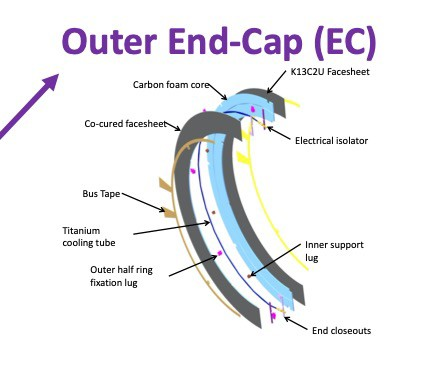 Outer End-Cap (EC)
K13C2U Facesheet
Carbon foam core
Co-cured facesheet
Electrical isolator
Bus Tape
Titanium
cooling tube
Inner support
lug
Outer half ring
fixation lug
End closeouts